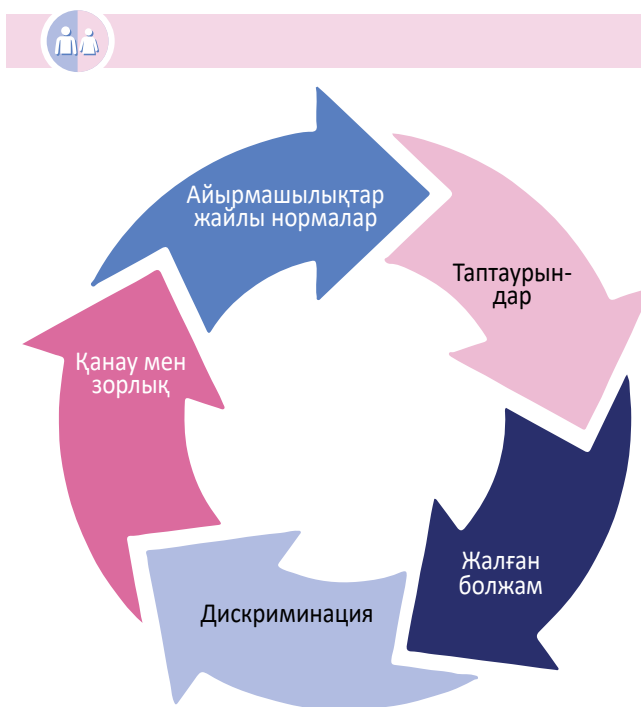 Айырмашылықтар
жайлы нормалар
Таптаурын-
дар
Жалған
болжам
Дискриминация
Қанау мен
зорлық